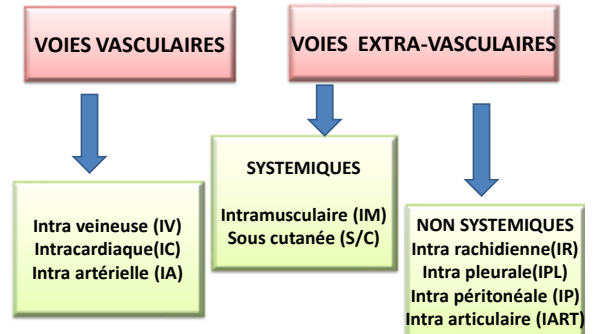 VOIES VASCULAIRES
VOIES EXTRA-VASCULAIRES
Intra veineuse (IV)
Intracardiaque(IC)
Intra artérielle (IA)
SYSTEMIQUES
Intramusculaire (IM)
Sous cutanée (S/C)
NON SYSTEMIQUES
Intra rachidienne(IR)
Intra pleurale(IPL)
Intra péritonéale (IP)
Intra articulaire (IART)